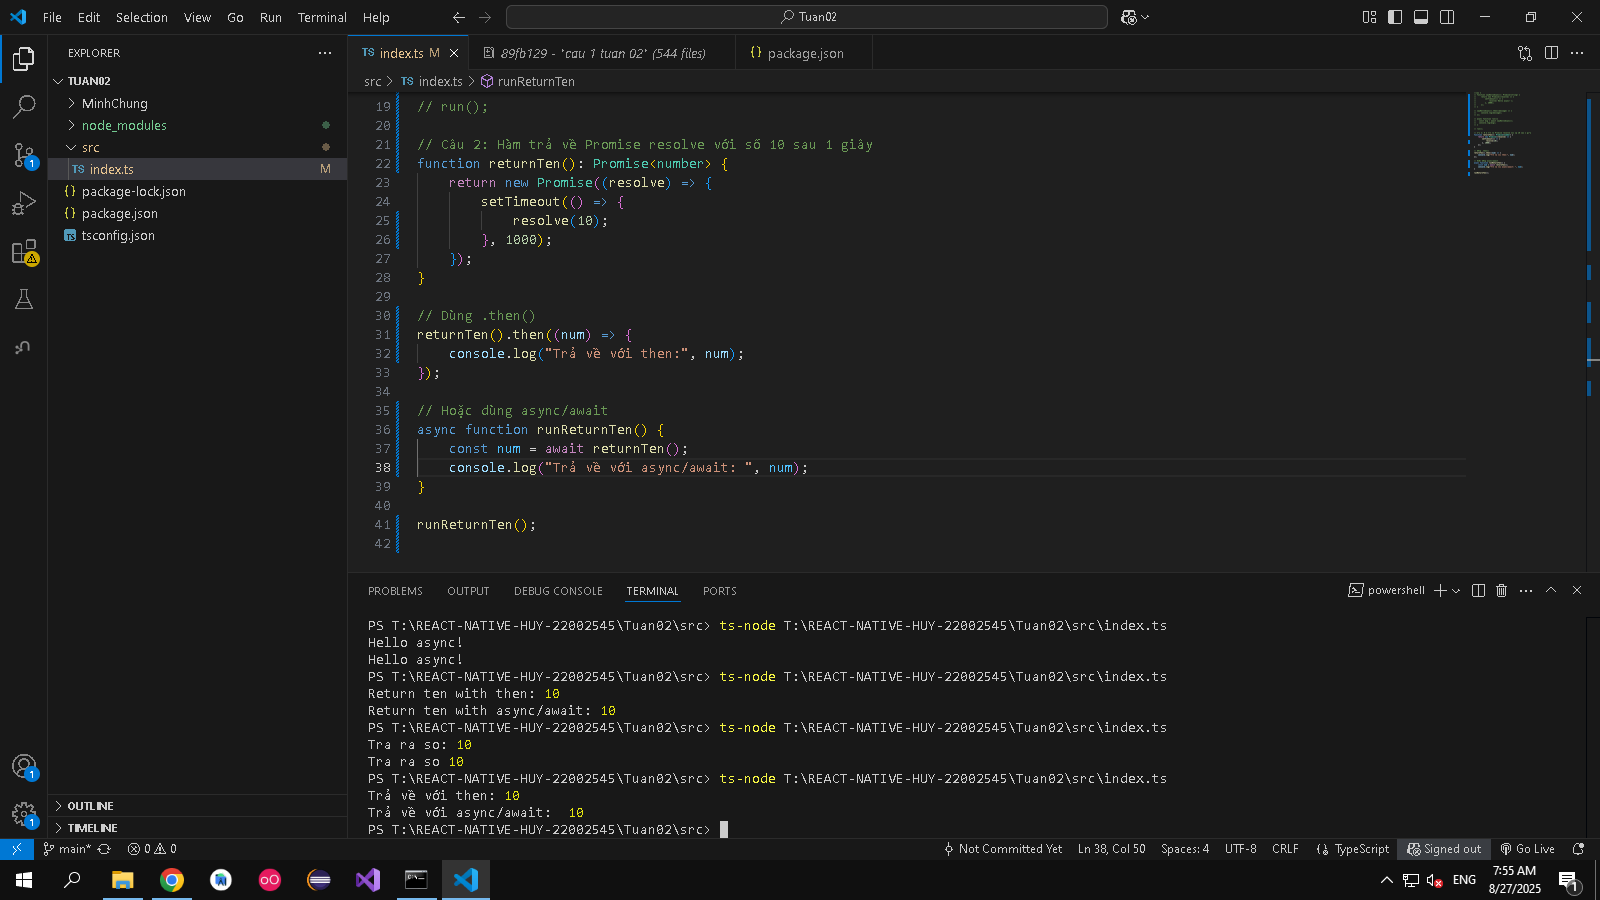 File Edit Selection View Go Run Terminal Help
Tuan02
EXPLORER
TUAN02
MinhChung
node_modules
src
TS index.ts M
{} package-lock.json
{} package.json
TS tsconfig.json
OUTLINE
TIMELINE
TS index.ts M
89fb129 - "cau 1 tuan 02" (544 files)
{} package.json
src > TS index.ts > runReturnTen
19 // run();
20
21 // Câu 2: Hàm trả về Promise resolve với số 10 sau 1 giây
22 function returnTen(): Promise<number> {
23 return new Promise((resolve) => {
24 setTimeout(() => {
25 resolve(10);
26 }, 1000);
27 });
28 }
29
30 // Dùng .then()
31 returnTen().then((num) => {
32 console.log("Trả về với then:", num);
33 });
34
35 // Hoặc dùng async/await
36 async function runReturnTen() {
37 const num = await returnTen();
38 console.log("Trả về với async/await: ", num);
39 }
40
41 runReturnTen();
42
PROBLEMS OUTPUT DEBUG CONSOLE TERMINAL PORTS
powershell
PS T:\REACT-NATIVE-HUY-22002545\Tuan02\src> ts-node T:\REACT-NATIVE-HUY-22002545\Tuan02\src\index.ts
Hello async!
Hello async!
PS T:\REACT-NATIVE-HUY-22002545\Tuan02\src> ts-node T:\REACT-NATIVE-HUY-22002545\Tuan02\src\index.ts
Return ten with then: 10
Return ten with async/await: 10
PS T:\REACT-NATIVE-HUY-22002545\Tuan02\src> ts-node T:\REACT-NATIVE-HUY-22002545\Tuan02\src\index.ts
Tra ra so: 10
Tra ra so 10
PS T:\REACT-NATIVE-HUY-22002545\Tuan02\src> ts-node T:\REACT-NATIVE-HUY-22002545\Tuan02\src\index.ts
Trả về với then: 10
Trả về với async/await:  10
PS T:\REACT-NATIVE-HUY-22002545\Tuan02\src>
1
1
1
main* 0 0
Not Committed Yet Ln 38, Col 50 Spaces: 4 UTF-8 CRLF {} TypeScript Signed out Go Live
ENG
7:55 AM
8/27/2025
1